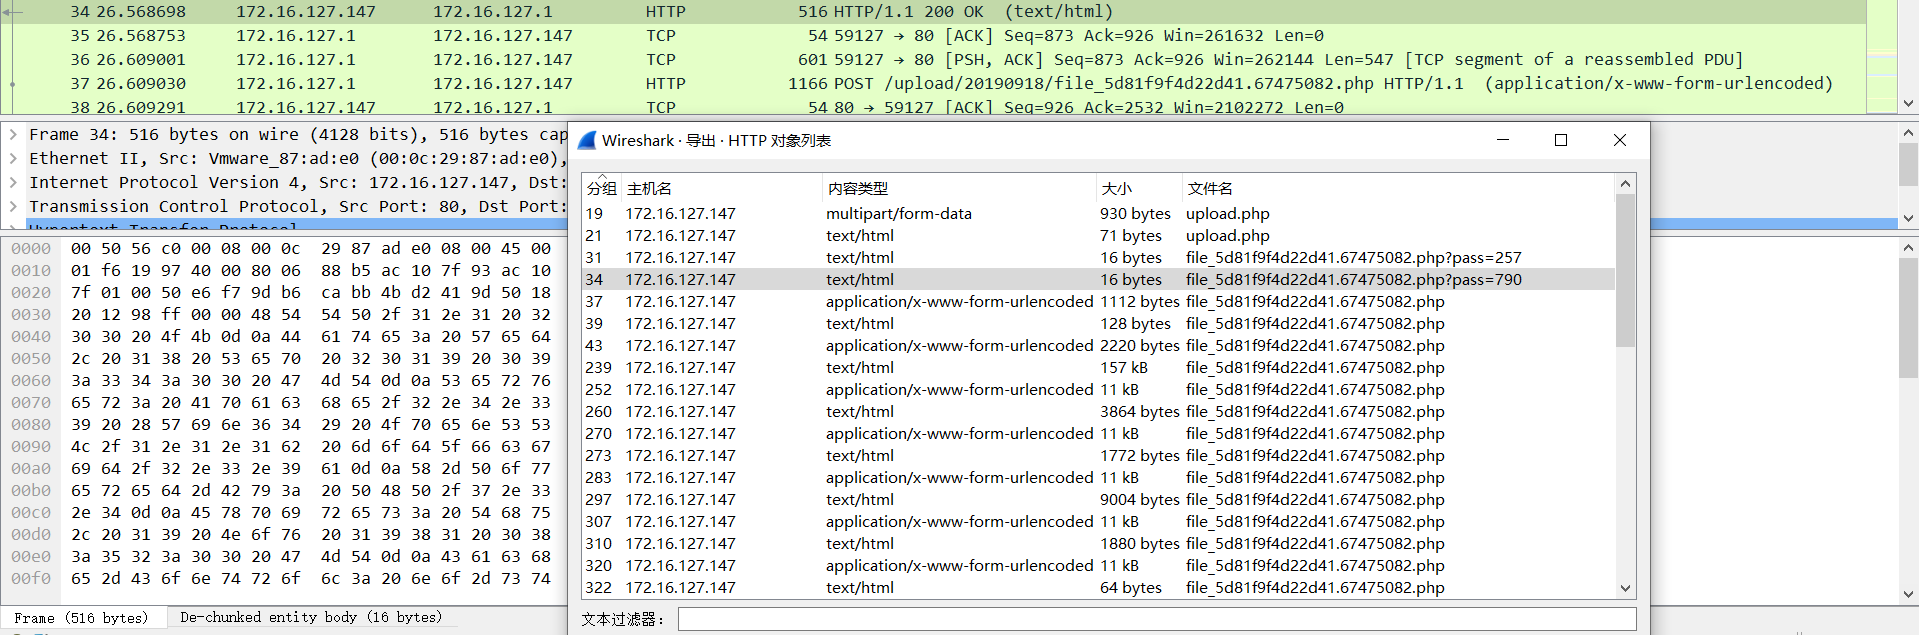 34 26.568698 172.16.127.147 172.16.127.1 HTTP 516 HTTP/1.1 200 OK (text/html)
35 26.568753 172.16.127.1 172.16.127.147 TCP 54 59127 → 80 [ACK] Seq=873 Ack=926 Win=261632 Len=0
36 26.609001 172.16.127.1 172.16.127.147 TCP 601 59127 → 80 [PSH, ACK] Seq=873 Ack=926 Win=262144 Len=547 [TCP segment of a reassembled PDU]
37 26.609030 172.16.127.1 172.16.127.147 HTTP 1166 POST /upload/20190918/file_5d81f9f4d22d41.67475082.php HTTP/1.1 (application/x-www-form-urlencoded)
38 26.609291 172.16.127.147 172.16.127.1 TCP 54 80 → 59127 [ACK] Seq=926 Ack=2532 Win=2102272 Len=0
Frame 34: 516 bytes on wire (4128 bits), 516 bytes cap
Ethernet II, Src: Vmware_87:ad:e0 (00:0c:29:87:ad:e0),
Internet Protocol Version 4, Src: 172.16.127.147, Dst:
Transmission Control Protocol, Src Port: 80, Dst Port:
Hypertext Transfer Protocol
0000 00 50 56 c0 00 08 00 0c 29 87 ad e0 08 00 45 00
0010 01 f6 19 97 40 00 80 06 88 b5 ac 10 7f 93 ac 10
0020 7f 01 00 50 e6 f7 9d b6 ca bb 4b d2 41 9d 50 18
0030 20 12 98 ff 00 00 48 54 54 50 2f 31 2e 31 20 32
0040 30 30 20 4f 4b 0d 0a 44 61 74 65 3a 20 57 65 64
0050 2c 20 31 38 20 53 65 70 20 32 30 31 39 20 30 39
0060 3a 33 34 3a 30 30 20 47 4d 54 0d 0a 53 65 72 76
0070 65 72 3a 20 41 70 61 63 68 65 2f 32 2e 34 2e 33
0080 39 20 28 57 69 6e 36 34 29 20 4f 70 65 6e 53 53
0090 4c 2f 31 2e 31 2e 31 62 20 6d 6f 64 5f 66 63 67
00a0 69 64 2f 32 2e 33 2e 39 61 0d 0a 58 2d 50 6f 77
00b0 65 72 65 64 2d 42 79 3a 20 50 48 50 2f 37 2e 33
00c0 2e 34 0d 0a 45 78 70 69 72 65 73 3a 20 54 68 75
00d0 2c 20 31 39 20 4e 6f 76 20 31 39 38 31 20 30 38
00e0 3a 35 32 3a 30 30 20 47 4d 54 0d 0a 43 61 63 68
00f0 65 2d 43 6f 6e 74 72 6f 6c 3a 20 6e 6f 2d 73 74
Frame (516 bytes) De-chunked entity body (16 bytes)
Wireshark · 导出 · HTTP 对象列表
分组 主机名 内容类型 大小 文件名
19 172.16.127.147 multipart/form-data 930 bytes upload.php
21 172.16.127.147 text/html 71 bytes upload.php
31 172.16.127.147 text/html 16 bytes file_5d81f9f4d22d41.67475082.php?pass=257
34 172.16.127.147 text/html 16 bytes file_5d81f9f4d22d41.67475082.php?pass=790
37 172.16.127.147 application/x-www-form-urlencoded 1112 bytes file_5d81f9f4d22d41.67475082.php
39 172.16.127.147 text/html 128 bytes file_5d81f9f4d22d41.67475082.php
43 172.16.127.147 application/x-www-form-urlencoded 2220 bytes file_5d81f9f4d22d41.67475082.php
239 172.16.127.147 text/html 157 kB file_5d81f9f4d22d41.67475082.php
252 172.16.127.147 application/x-www-form-urlencoded 11 kB file_5d81f9f4d22d41.67475082.php
260 172.16.127.147 text/html 3864 bytes file_5d81f9f4d22d41.67475082.php
270 172.16.127.147 application/x-www-form-urlencoded 11 kB file_5d81f9f4d22d41.67475082.php
273 172.16.127.147 text/html 1772 bytes file_5d81f9f4d22d41.67475082.php
283 172.16.127.147 application/x-www-form-urlencoded 11 kB file_5d81f9f4d22d41.67475082.php
297 172.16.127.147 text/html 9004 bytes file_5d81f9f4d22d41.67475082.php
307 172.16.127.147 application/x-www-form-urlencoded 11 kB file_5d81f9f4d22d41.67475082.php
310 172.16.127.147 text/html 1880 bytes file_5d81f9f4d22d41.67475082.php
320 172.16.127.147 application/x-www-form-urlencoded 11 kB file_5d81f9f4d22d41.67475082.php
322 172.16.127.147 text/html 64 bytes file_5d81f9f4d22d41.67475082.php
文本过滤器：